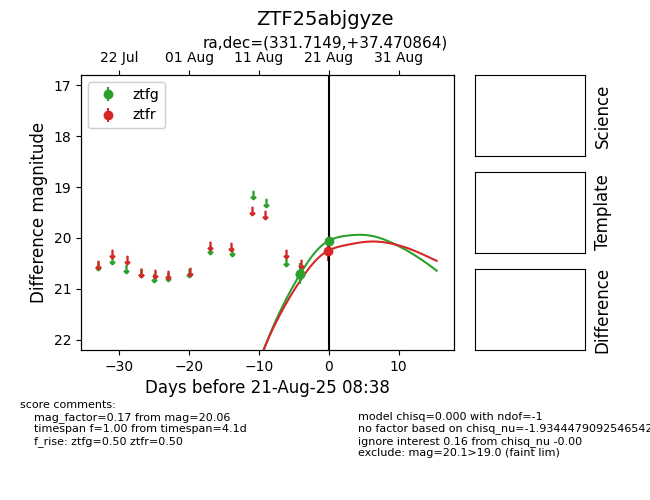 ZTF25abjgyze
ra,dec=(331.7149,+37.470864)
22 Jul 01 Aug 11 Aug 21 Aug 31 Aug
ztfg
ztfr
17
18
19
20
21
22
Difference magnitude
−30 −20 −10 0 10
Days before 21-Aug-25 08:38
Science
Template
Difference
score comments:
mag_factor=0.17 from mag=20.06
timespan f=1.00 from timespan=4.1d
f_rise: ztfg=0.50 ztfr=0.50
model chisq=0.000 with ndof=-1
no factor based on chisq_nu=-1.9344479092546542
ignore interest 0.16 from chisq_nu -0.00
exclude: mag=20.1>19.0 (faint lim)